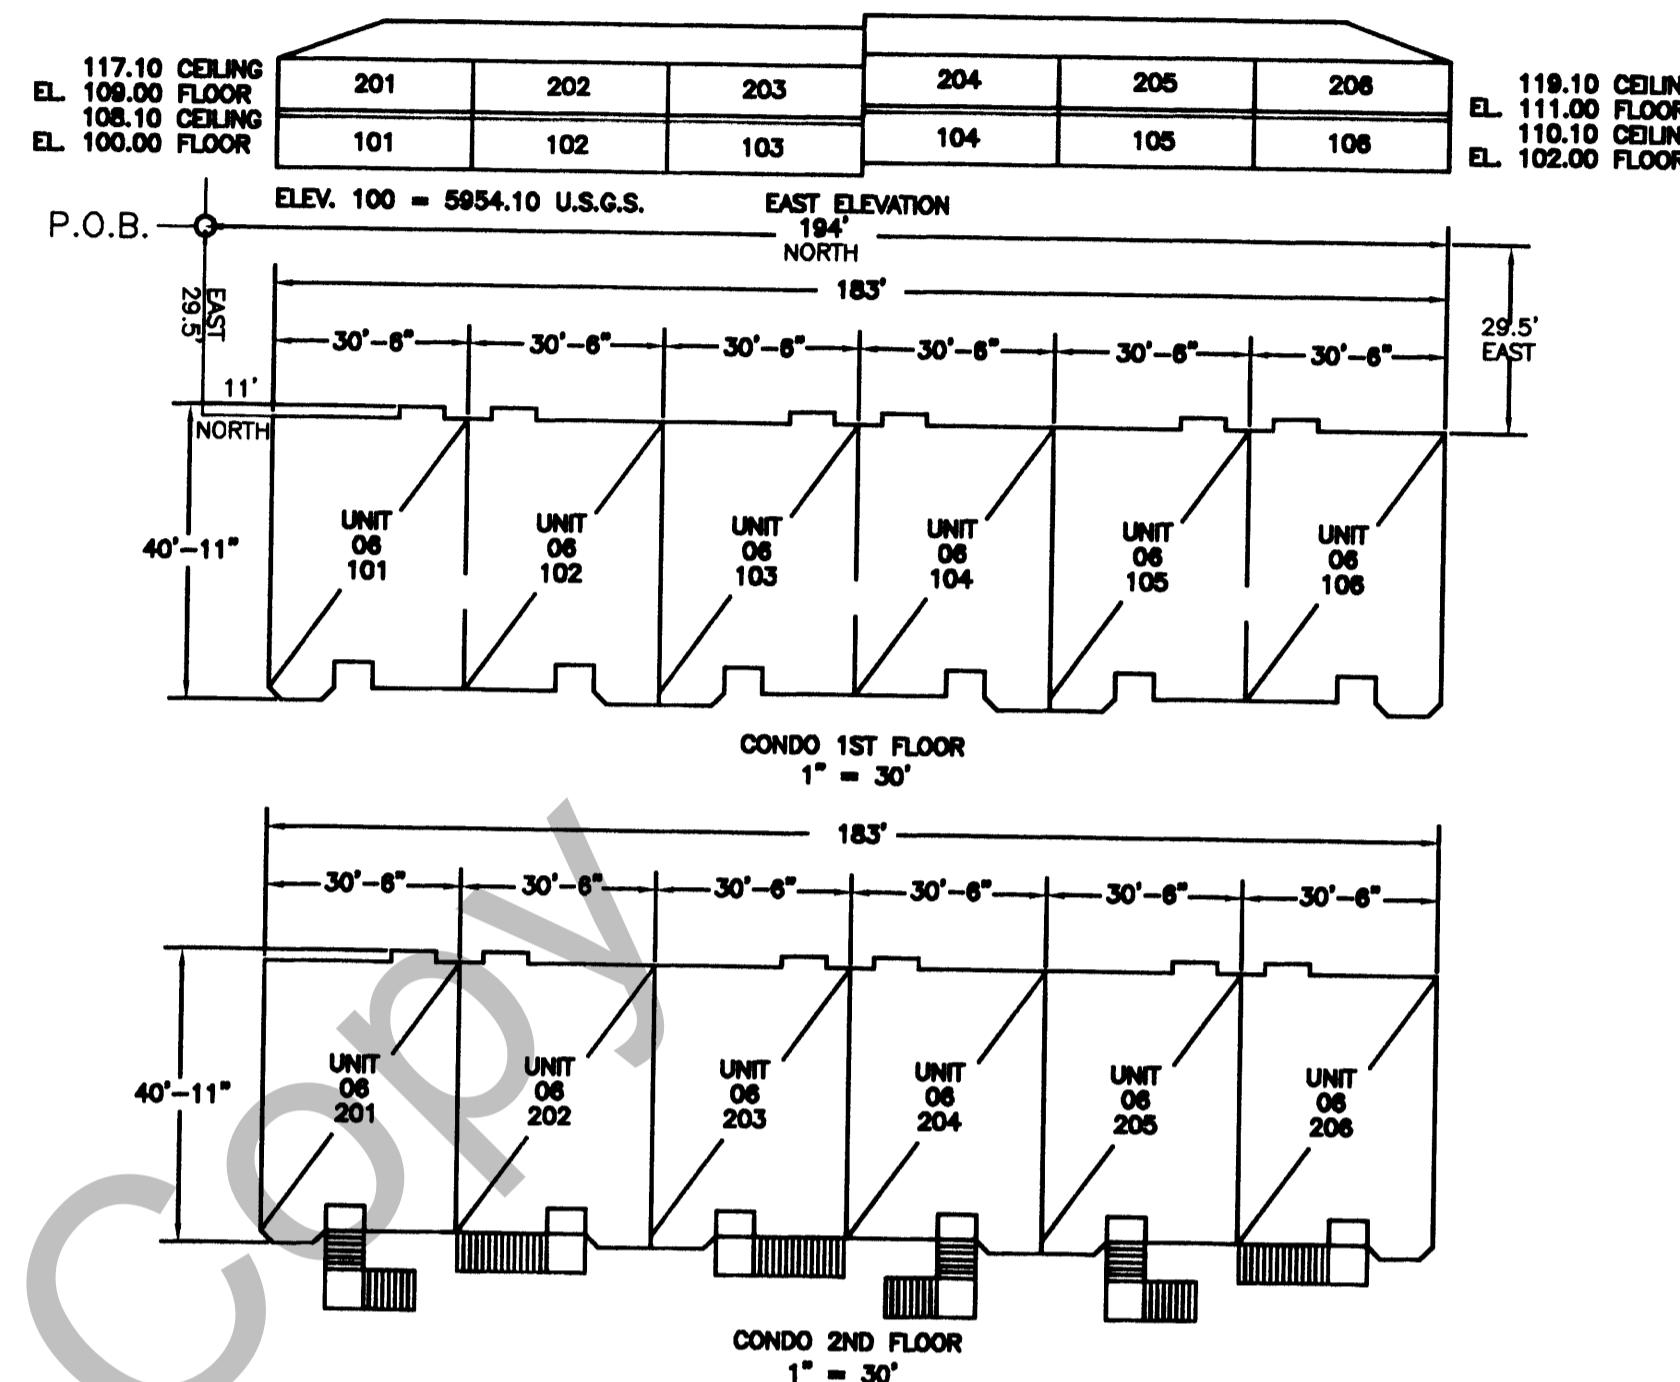 117.10 CEILING
EL. 109.00 FLOOR
108.10 CEILING
EL. 100.00 FLOOR
201 202 203 204 205 206
101 102 103 104 105 106
119.10 CEILIN
EL. 111.00 FLOOR
110.10 CEILIN
EL. 102.00 FLOOR
ELEV. 100 = 5954.10 U.S.G.S.
EAST ELEVATION
P.O.B.
194'
NORTH
183'
EAST
29.5'
29.5'
EAST
30'-6" 30'-6" 30'-6" 30'-6" 30'-6" 30'-6"
11'
NORTH
40'-11"
UNIT
06
101
UNIT
06
102
UNIT
06
103
UNIT
06
104
UNIT
06
105
UNIT
06
106
CONDO 1ST FLOOR
1" = 30'
183'
30'-6" 30'-6" 30'-6" 30'-6" 30'-6" 30'-6"
40'-11"
UNIT
06
201
UNIT
06
202
UNIT
06
203
UNIT
06
204
UNIT
06
205
UNIT
06
206
CONDO 2ND FLOOR
1" = 30'
Copy